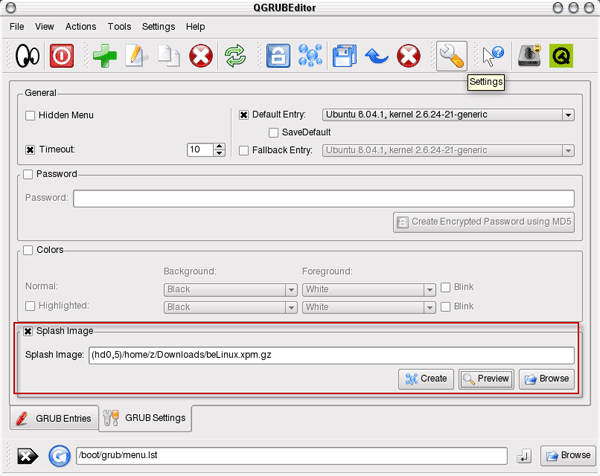 QGRUBEditor
File View Actions Tools Settings Help
Settings
General
Hidden Menu
Default Entry: Ubuntu 8.04.1, kernel 2.6.24-21-generic
SaveDefault
Timeout: 10
Fallback Entry: Ubuntu 8.04.1, kernel 2.6.24-21-generic
Password
Password:
Create Encrypted Password using MD5
Colors
Background: Foreground:
Normal: Black White Blink
Highlighted: Black White Blink
Splash Image
Splash Image: (hd0,5)/home/z/Downloads/beLinux.xpm.gz
Create Preview Browse
GRUB Entries GRUB Settings
/boot/grub/menu.lst Browse